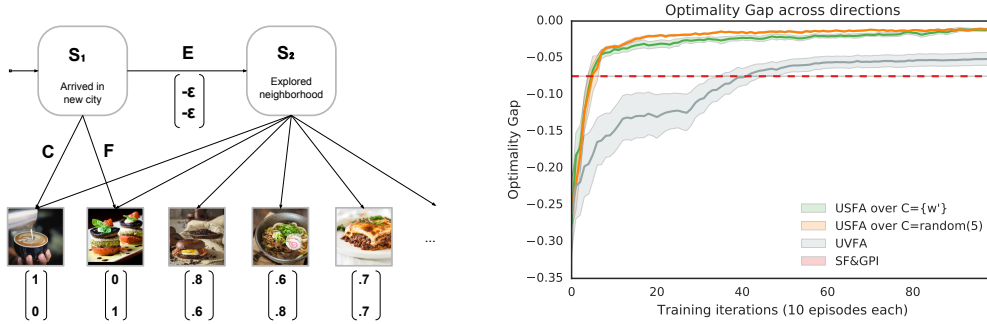 S₁
Arrived in
new city
E
-ε
-ε
S₂
Explored
neighborhood
C
F
...
1
0
0
1
.8
.6
.6
.8
.7
.7
Optimality Gap across directions
Optimality Gap
0.00
−0.05
−0.10
−0.15
−0.20
−0.25
−0.30
−0.35
USFA over C={w'}
USFA over C=random(5)
UVFA
SF&GPI
0
20
40
60
80
Training iterations (10 episodes each)